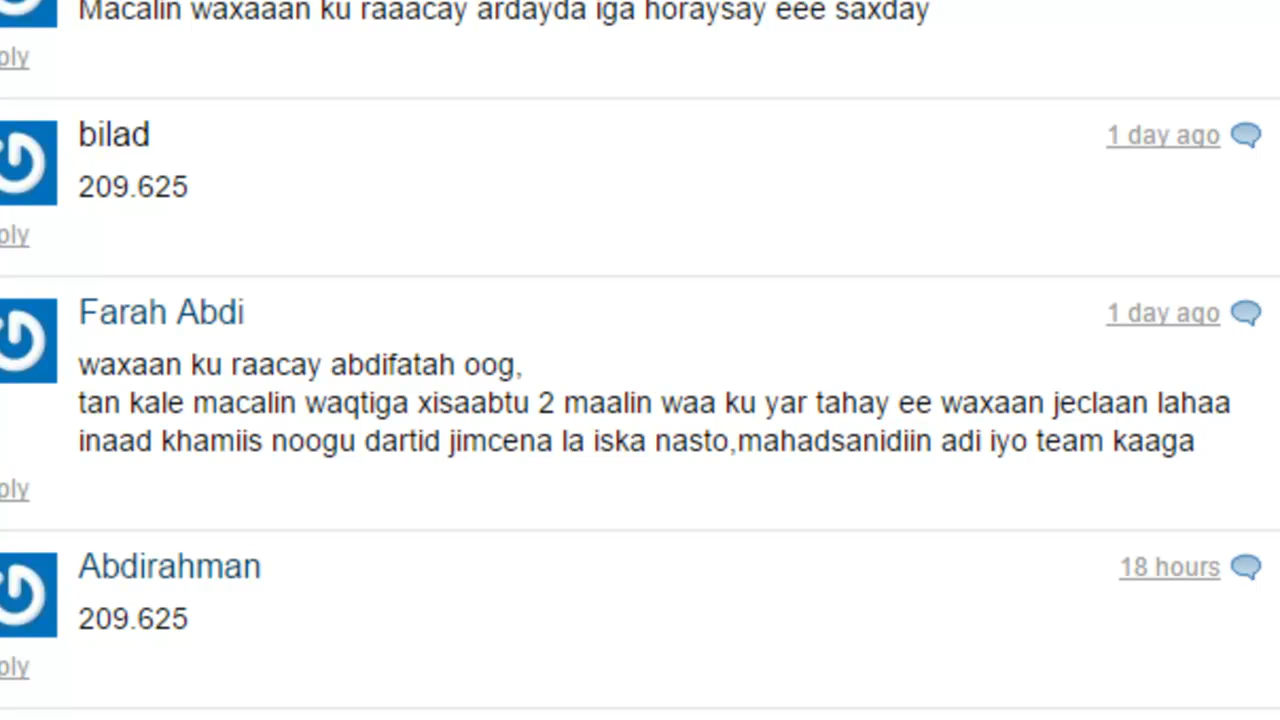 Macalin waxaaan ku raaacay ardayda iga horaysay eee saxday
ply
bilad
1 day ago
209.625
ply
Farah Abdi
1 day ago
waxaan ku raacay abdifatah oog,
tan kale macalin waqtiga xisaabtu 2 maalin waa ku yar tahay ee waxaan jeclaan lahaa
inaad khamiis noogu dartid jimcena la iska nasto,mahadsanidiin adi iyo team kaaga
ply
Abdirahman
18 hours
209.625
ply